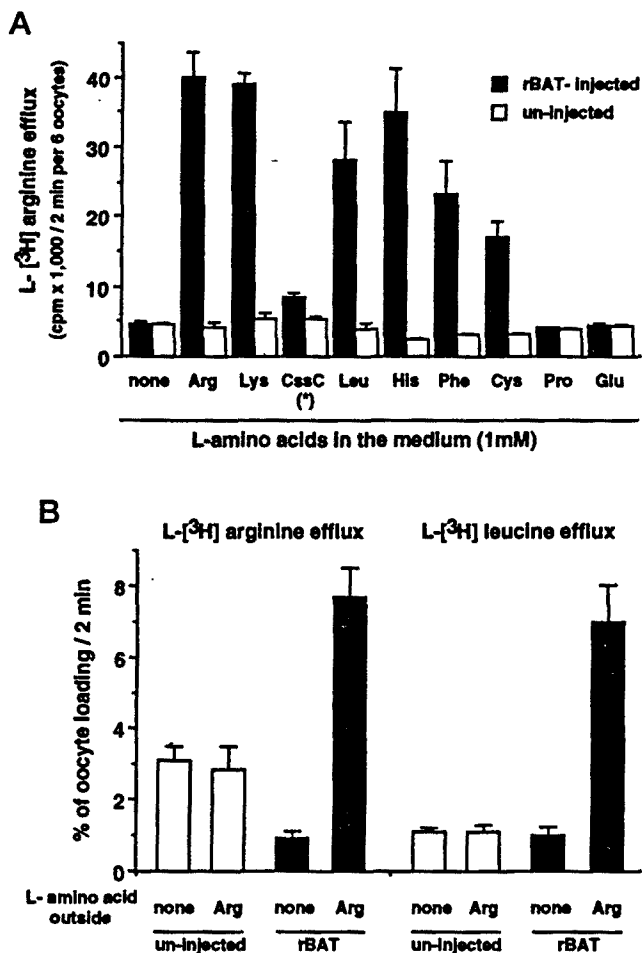 A
L-[3H] arginine efflux
(cpm x 1,000 / 2 min per 6 oocytes)
40
30
20
10
5
0
rBAT- injected
un-injected
none Arg Lys CssC Leu His Phe Cys Pro Glu
(*)
L-amino acids in the medium (1mM)
B
L-[3H] arginine efflux L-[3H] leucine efflux
% of oocyte loading / 2 min
8
6
4
2
0
L- amino acid
outside
none Arg none Arg none Arg none Arg
un-injected rBAT un-injected rBAT